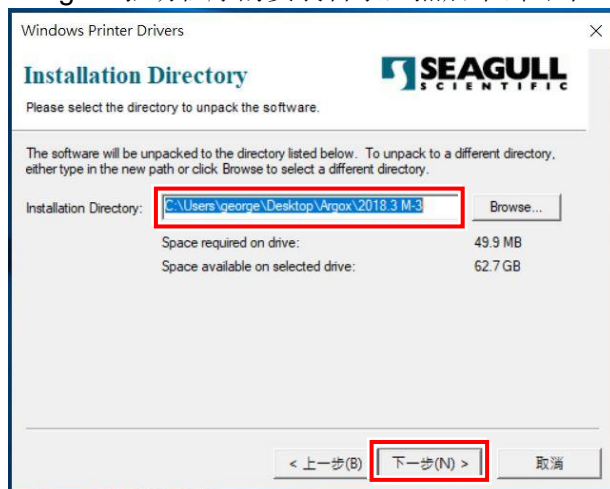 Windows Printer Drivers
Installation Directory
SEAGULL
SCIENTIFIC
Please select the directory to unpack the software.
The software will be unpacked to the directory listed below. To unpack to a different directory,
either type in the new path or click Browse to select a different directory.
Installation Directory: C:\Users\george\Desktop\Argox\2018.3 M-3 Browse...
Space required on drive: 49.9 MB
Space available on selected drive: 62.7 GB
< 上一步(B) 下一步(N) > 取消